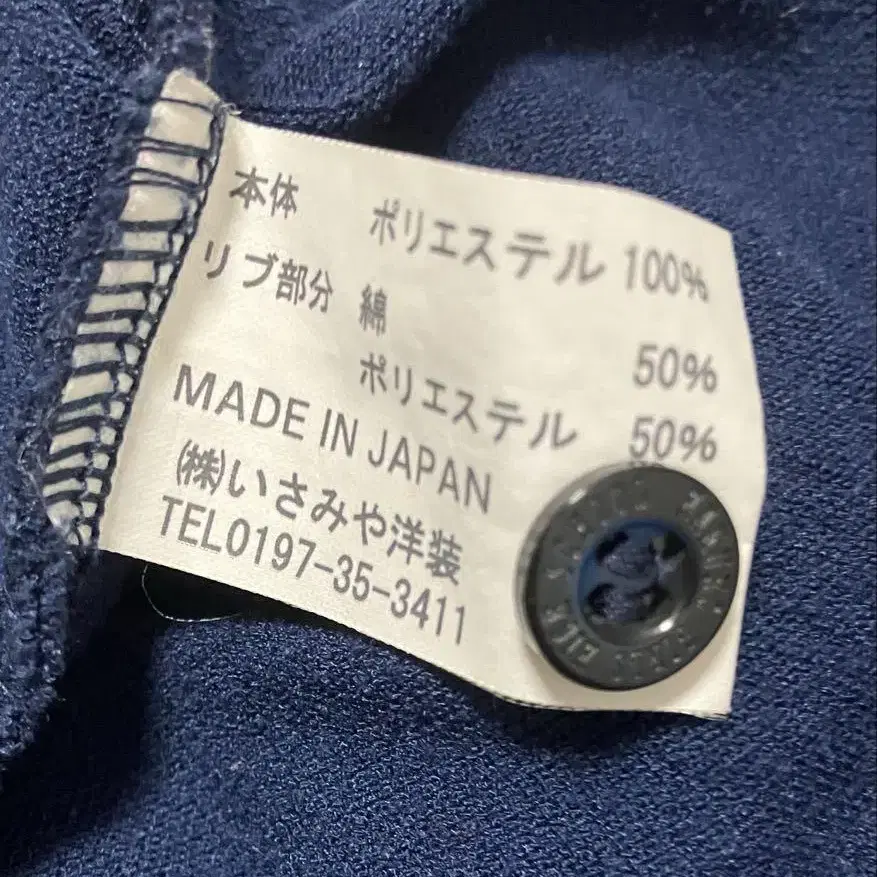 本体 ポリエステル 100%
リブ部分 綿 50%
ポリエステル 50%
MADE IN JAPAN
(株)いさみや洋装
TEL0197-35-3411